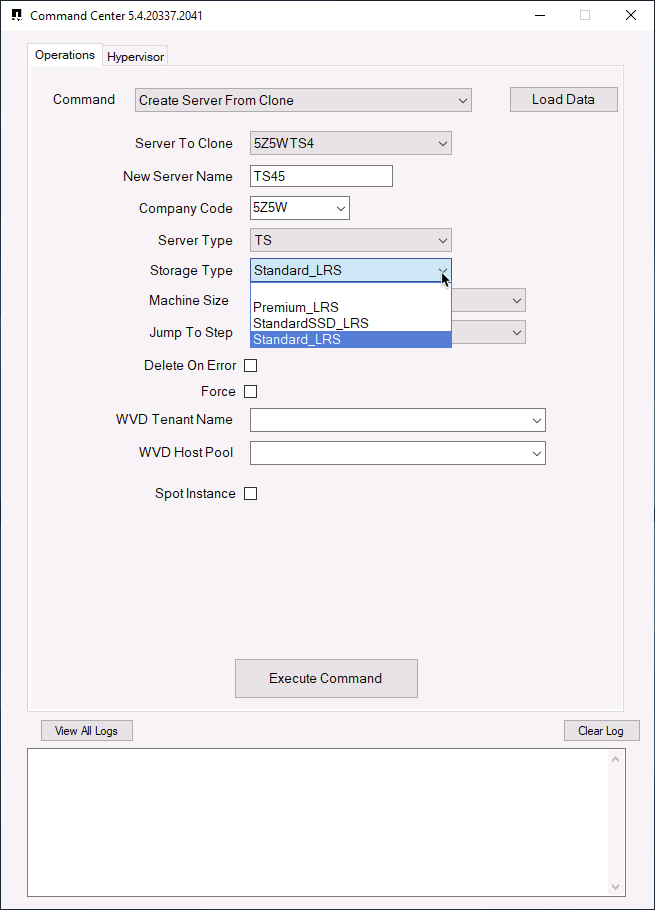 Command Center 5.4.20337.2041
Operations Hypervisor
Command Create Server From Clone Load Data
Server To Clone 5Z5WTS4
New Server Name TS45
Company Code 5Z5W
Server Type TS
Storage Type Standard_LRS
Machine Size
Premium_LRS
StandardSSD_LRS
Jump To Step
Standard_LRS
Delete On Error
Force
WVD Tenant Name
WVD Host Pool
Spot Instance
Execute Command
View All Logs Clear Log